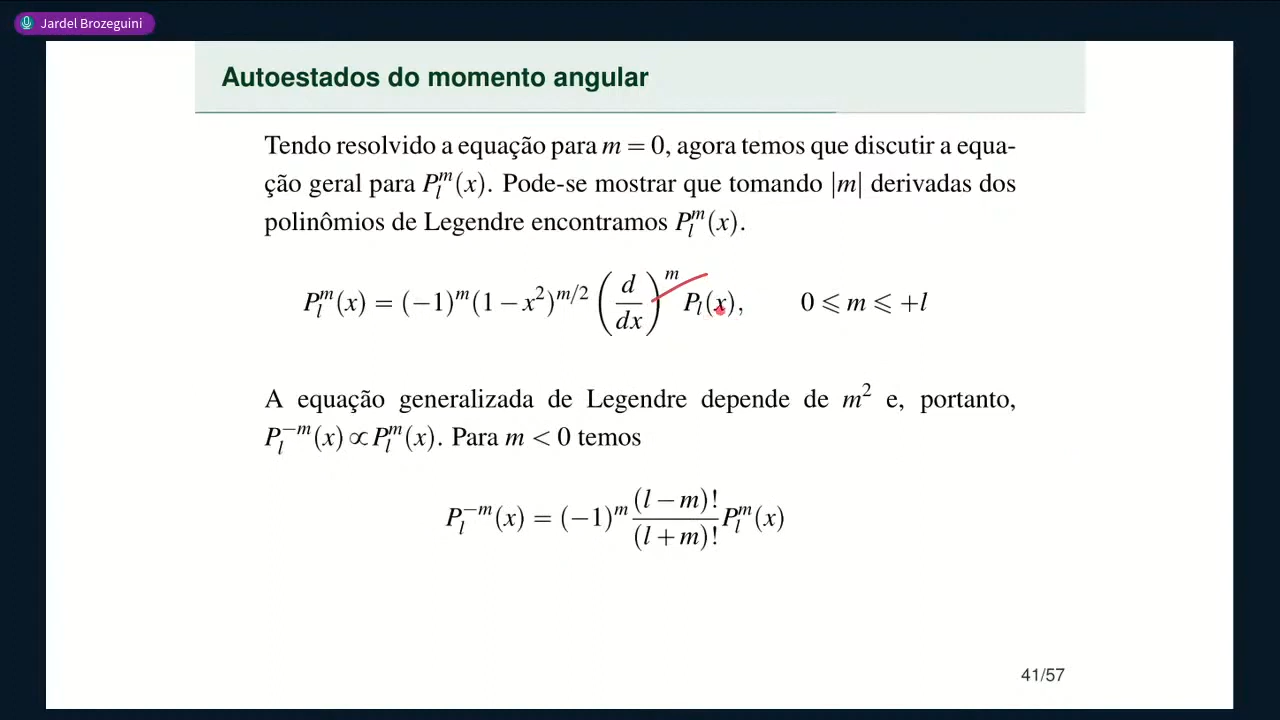 Jardel Brozeguini
Autoestados do momento angular
Tendo resolvido a equação para m = 0, agora temos que discutir a equa-
ção geral para P_l^m(x). Pode-se mostrar que tomando |m| derivadas dos
polinômios de Legendre encontramos P_l^m(x).
P_l^m(x) = (−1)^m (1 − x^2)^{m/2} (d/dx)^m P_l(x), 0 ⩽ m ⩽ +l
A equação generalizada de Legendre depende de m^2 e, portanto,
P_l^{−m}(x) ∝ P_l^m(x). Para m < 0 temos
P_l^{−m}(x) = (−1)^m (l − m)!/(l + m)! P_l^m(x)
41/57